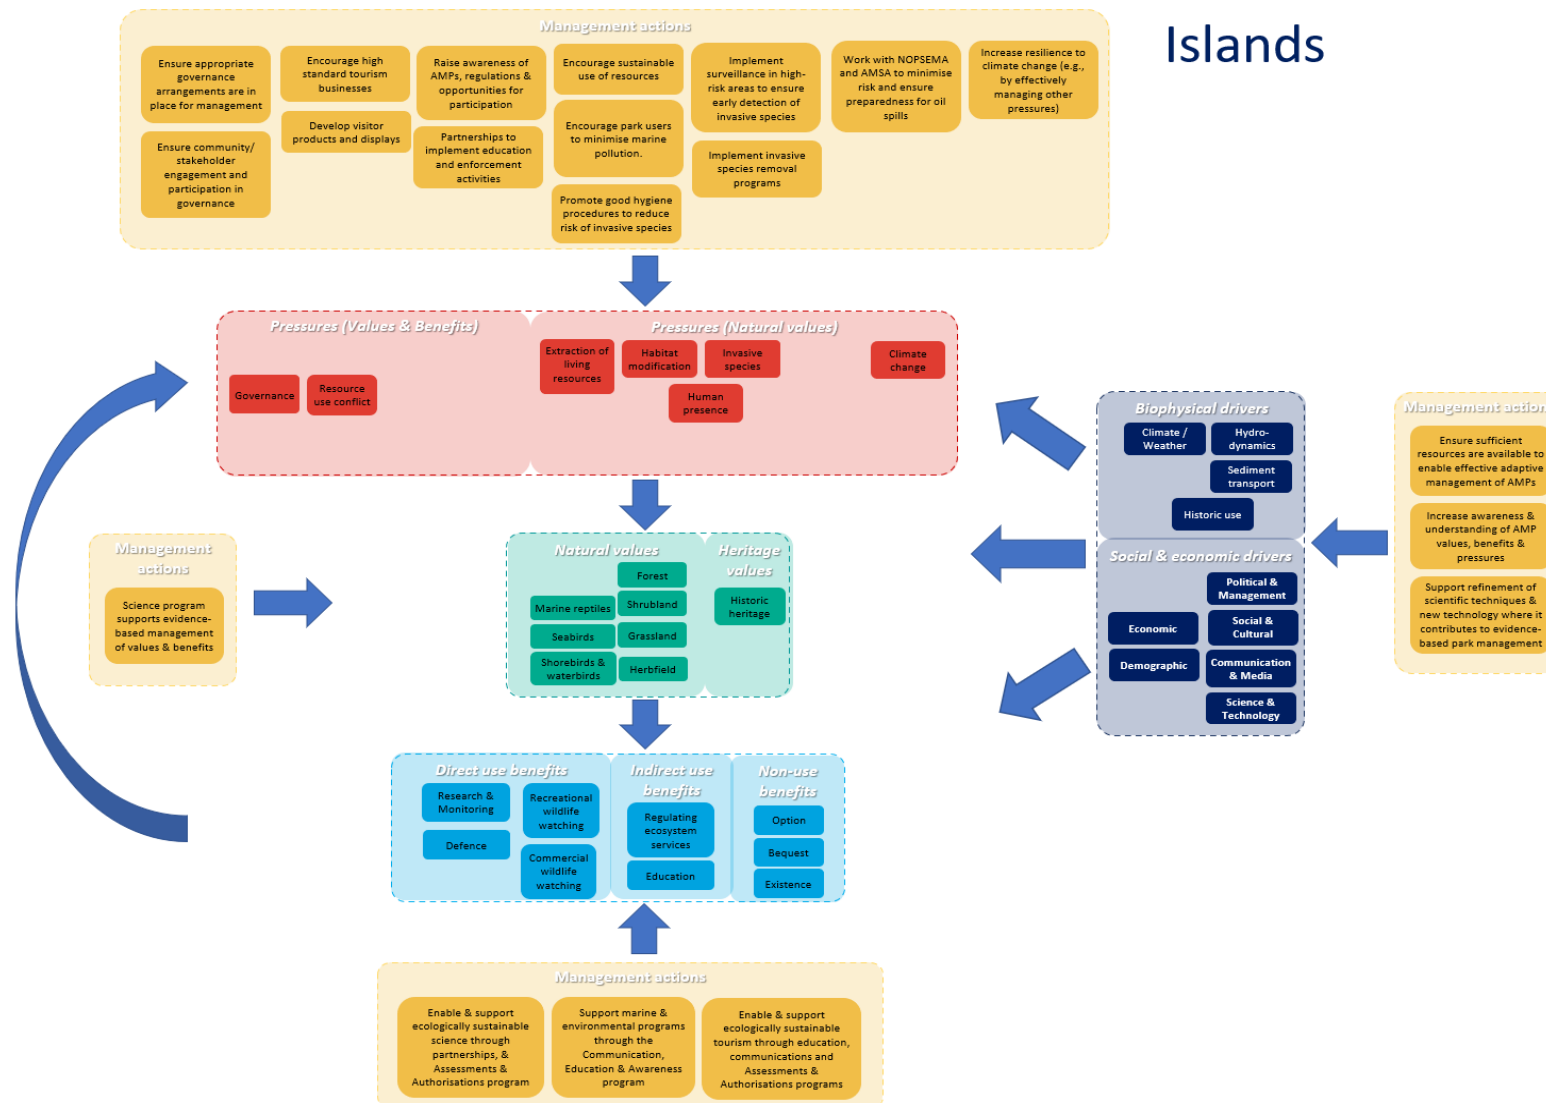 Islands
Management actions
Ensure appropriate
governance
arrangements are in
place for management
Ensure community/
stakeholder
engagement and
participation in
governance
Encourage high
standard tourism
businesses
Develop visitor
products and displays
Raise awareness of
AMPs, regulations &
opportunities for
participation
Partnerships to
implement education
and enforcement
activities
Encourage sustainable
use of resources
Encourage park users
to minimise marine
pollution.
Promote good hygiene
procedures to reduce
risk of invasive species
Implement
surveillance in high-
risk areas to ensure
early detection of
invasive species
Implement invasive
species removal
programs
Work with NOPSEMA
and AMSA to minimise
risk and ensure
preparedness for oil
spills
Increase resilience to
climate change (e.g.,
by effectively
managing other
pressures)
Pressures (Values & Benefits)
Governance
Resource
use conflict
Pressures (Natural values)
Extraction of
living
resources
Habitat
modification
Invasive
species
Human
presence
Climate
change
Biophysical drivers
Climate /
Weather
Hydro-
dynamics
Sediment
transport
Historic use
Social & economic drivers
Political &
Management
Economic
Social &
Cultural
Demographic
Communication
& Media
Science &
Technology
Management action
Ensure sufficient
resources are available to
enable effective adaptive
management of AMPs
Increase awareness &
understanding of AMP
values, benefits &
pressures
Support refinement of
scientific techniques &
new technology where it
contributes to evidence-
based park management
Management
actions
Science program
supports evidence-
based management
of values & benefits
Natural values
Forest
Marine reptiles
Shrubland
Seabirds
Grassland
Shorebirds &
waterbirds
Herbfield
Heritage
values
Historic
heritage
Direct use benefits
Research &
Monitoring
Recreational
wildlife
watching
Defence
Commercial
wildlife
watching
Indirect use
benefits
Regulating
ecosystem
services
Education
Non-use
benefits
Option
Bequest
Existence
Management actions
Enable & support
ecologically sustainable
science through
partnerships, &
Assessments &
Authorisations program
Support marine &
environmental programs
through the
Communication,
Education & Awareness
program
Enable & support
ecologically sustainable
tourism through education,
communications and
Assessments &
Authorisations programs